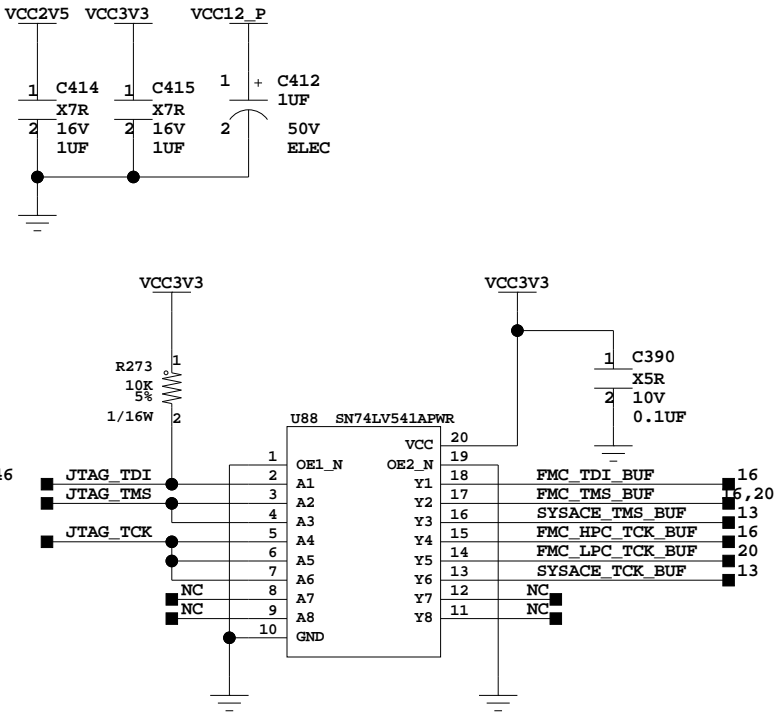 VCC2V5 VCC3V3 VCC12_P
1 C414 1 C415 1 + C412
X7R X7R 1UF
2 16V 2 16V 2 50V
1UF 1UF ELEC
VCC3V3 VCC3V3
R273 1
10K
5%
1/16W 2
1 C390
X5R
2 10V
0.1UF
U88 SN74LV541APWR
VCC 20
1 OE1_N OE2_N 19
46 JTAG_TDI 2 A1 Y1 18 FMC_TDI_BUF 16
JTAG_TMS 3 A2 Y2 17 FMC_TMS_BUF 16,20
4 A3 Y3 16 SYSACE_TMS_BUF 13
JTAG_TCK 5 A4 Y4 15 FMC_HPC_TCK_BUF 16
6 A5 Y5 14 FMC_LPC_TCK_BUF 20
7 A6 Y6 13 SYSACE_TCK_BUF 13
NC 8 A7 Y7 12 NC
NC 9 A8 Y8 11 NC
10 GND